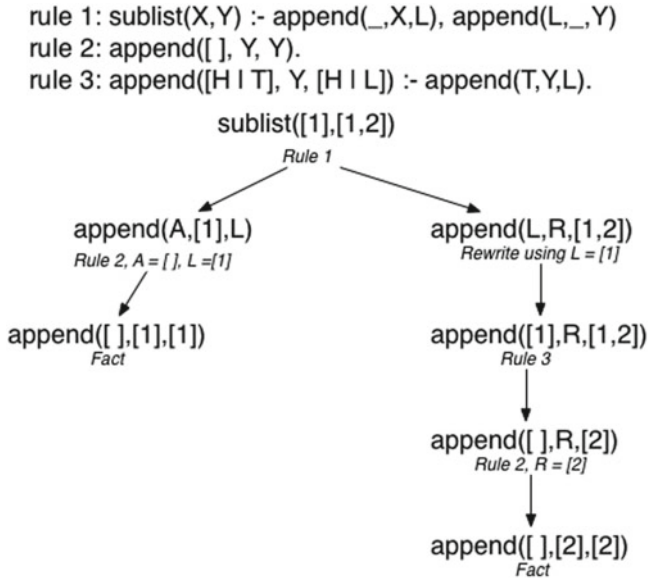 rule 1: sublist(X,Y) :- append(_,X,L), append(L,_,Y)
rule 2: append([ ], Y, Y).
rule 3: append([H | T], Y, [H | L]) :- append(T,Y,L).
sublist([1],[1,2])
Rule 1
append(A,[1],L)
Rule 2, A = [ ], L =[1]
append([ ],[1],[1])
Fact
append(L,R,[1,2])
Rewrite using L = [1]
append([1],R,[1,2])
Rule 3
append([ ],R,[2])
Rule 2, R = [2]
append([ ],[2],[2])
Fact